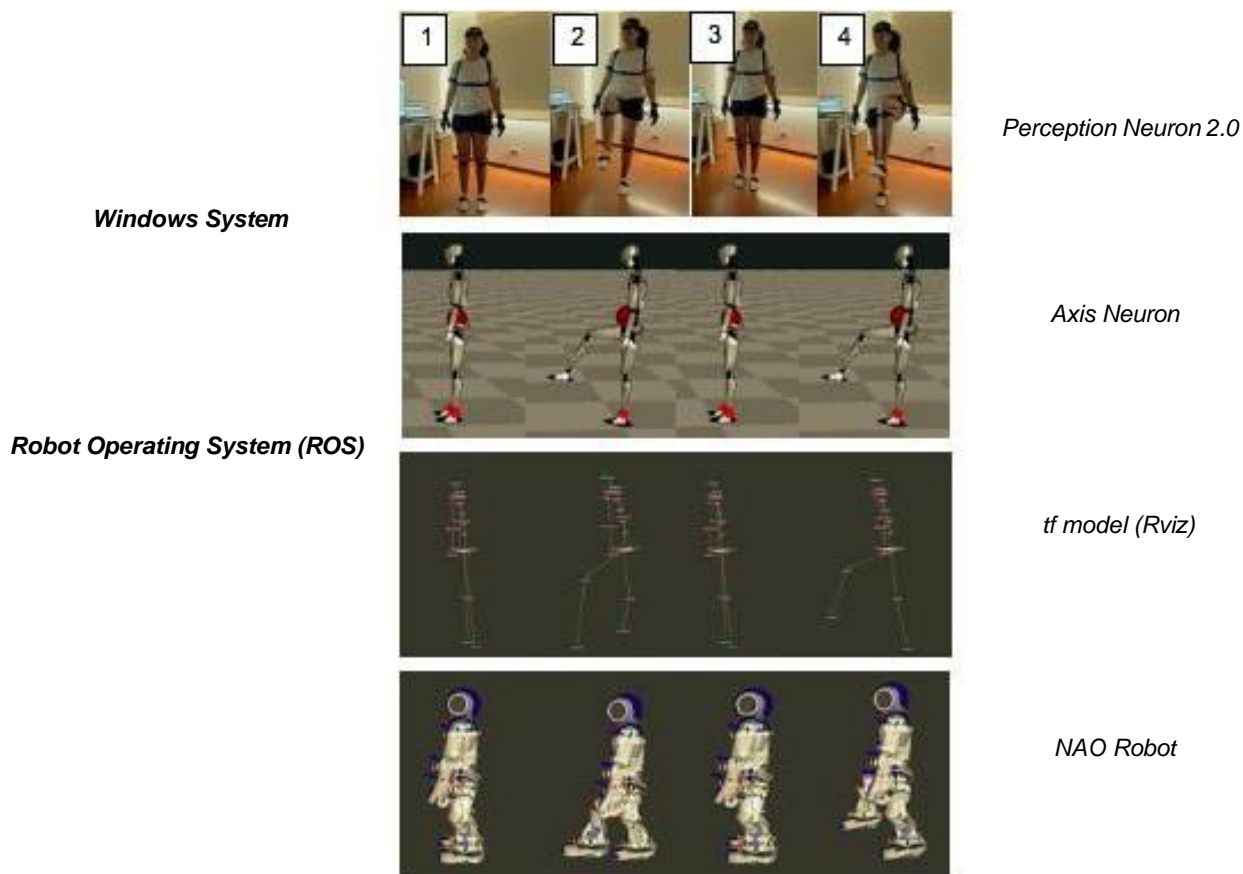 1
2
3
4
Perception Neuron 2.0
Windows System
Axis Neuron
Robot Operating System (ROS)
tf model (Rviz)
NAO Robot